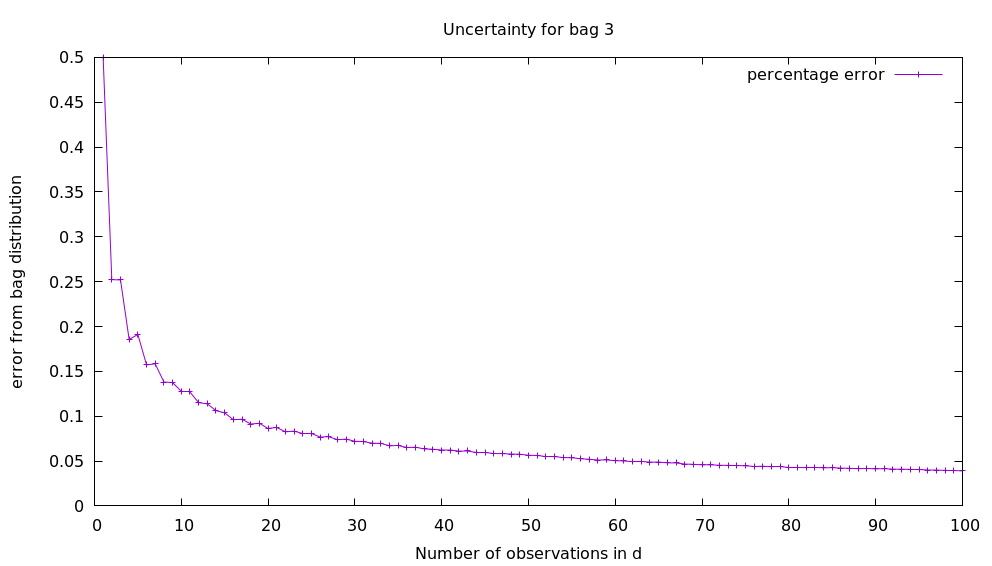 Uncertainty for bag 3
percentage error
0.5
0.45
0.4
0.35
0.3
0.25
0.2
0.15
0.1
0.05
0
error from bag distribution
0 10 20 30 40 50 60 70 80 90 100
Number of observations in d